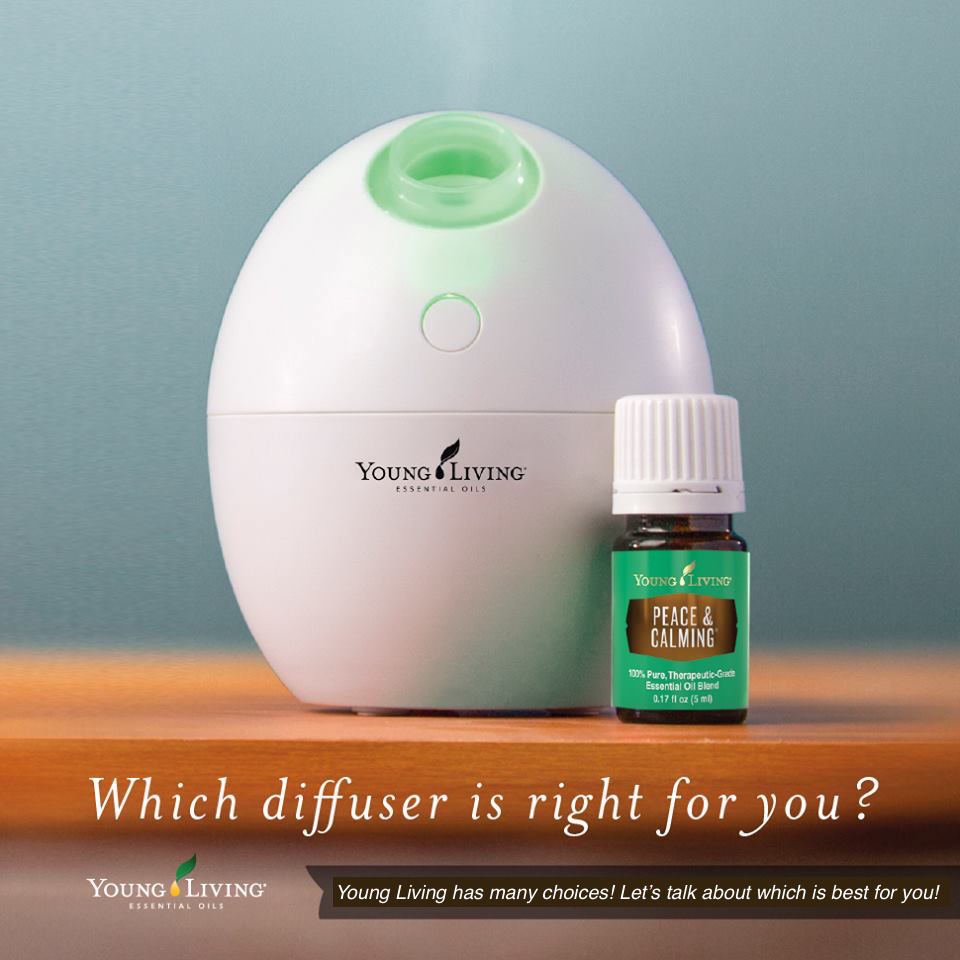 YOUNG LIVING
ESSENTIAL OILS
YOUNG LIVING
PEACE &
CALMING
100% Pure, Therapeutic-Grade
Essential Oil Blend
0.17 fl oz (5 ml)
Which diffuser is right for you?
YOUNG LIVING
ESSENTIAL OILS
Young Living has many choices! Let's talk about which is best for you!